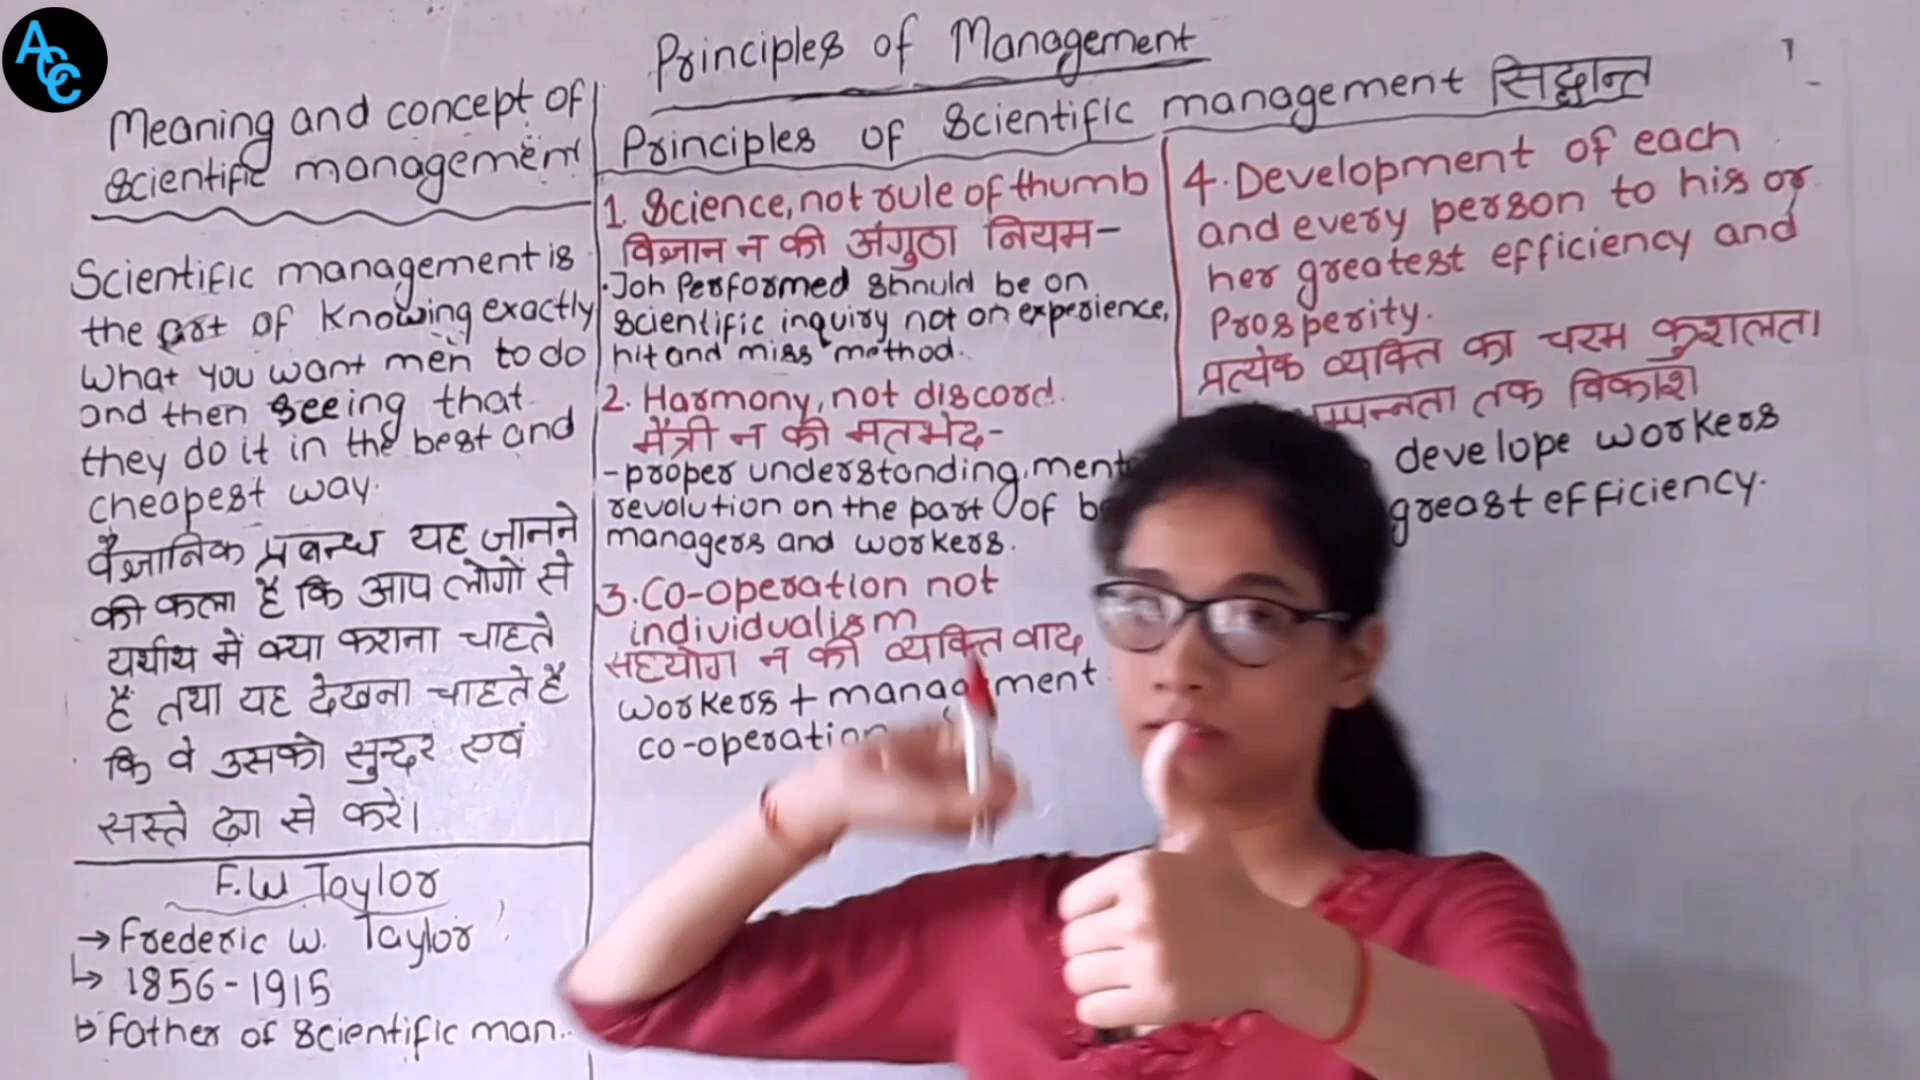 ACC
Principles of Management
Meaning and concept of
scientific management
Scientific management is
the art of knowing exactly
What you want men to do
and then seeing that
they do it in the best and
cheapest way.
वैज्ञानिक प्रबन्ध यह जानने
की कला है कि आप लोगों से
यर्थाथ में क्या कराना चाहते
हैं तथा यह देखना चाहते हैं
कि वे उसको सुन्दर एवं
सस्ते ढ़ग से करें।
F.W Taylor
→ Frederic W. Taylor
↳ 1856-1915
↳ Father of Scientific man.
Principles of Scientific management सिद्धान्त
1. Science, not rule of thumb
विज्ञान न की अंगुठा नियम-
·Joh Performed should be on
scientific inquiry not on experience,
hit and miss method.
2. Harmony, not discord.
मैत्री न की मतभेद-
-proper understanding, ment
revolution on the part of
managers and workers.
3. Co-operation not
individualism
सहयोग न की व्यक्ति वाद
workers + management
co-operation
4. Development of each
and every person to his or
her greatest efficiency and
Prosperity.
प्रत्येक व्यक्ति का चरम कुशलता
म्पन्नता तक विकाश
develope workers
greast efficiency.